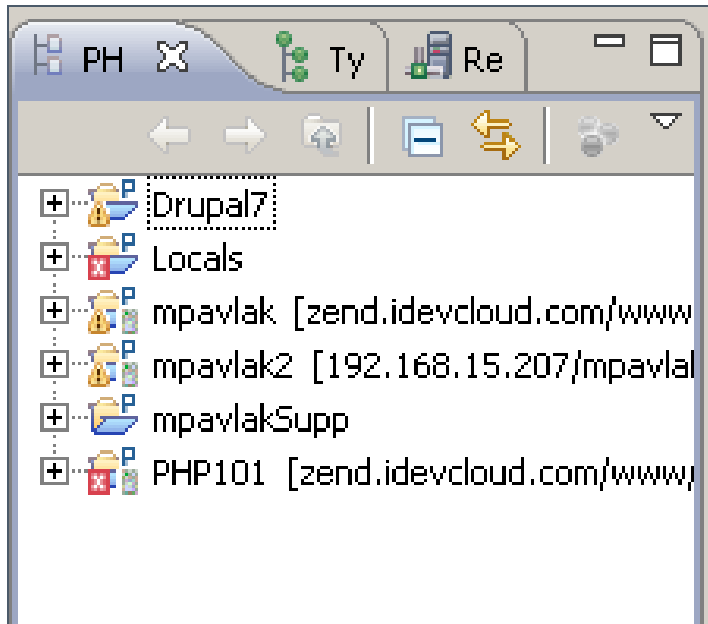 PH Ty Re
Drupal7
Locals
mpavlak [zend.idevcloud.com/www
mpavlak2 [192.168.15.207/mpavlal
mpavlakSupp
PHP101 [zend.idevcloud.com/www/